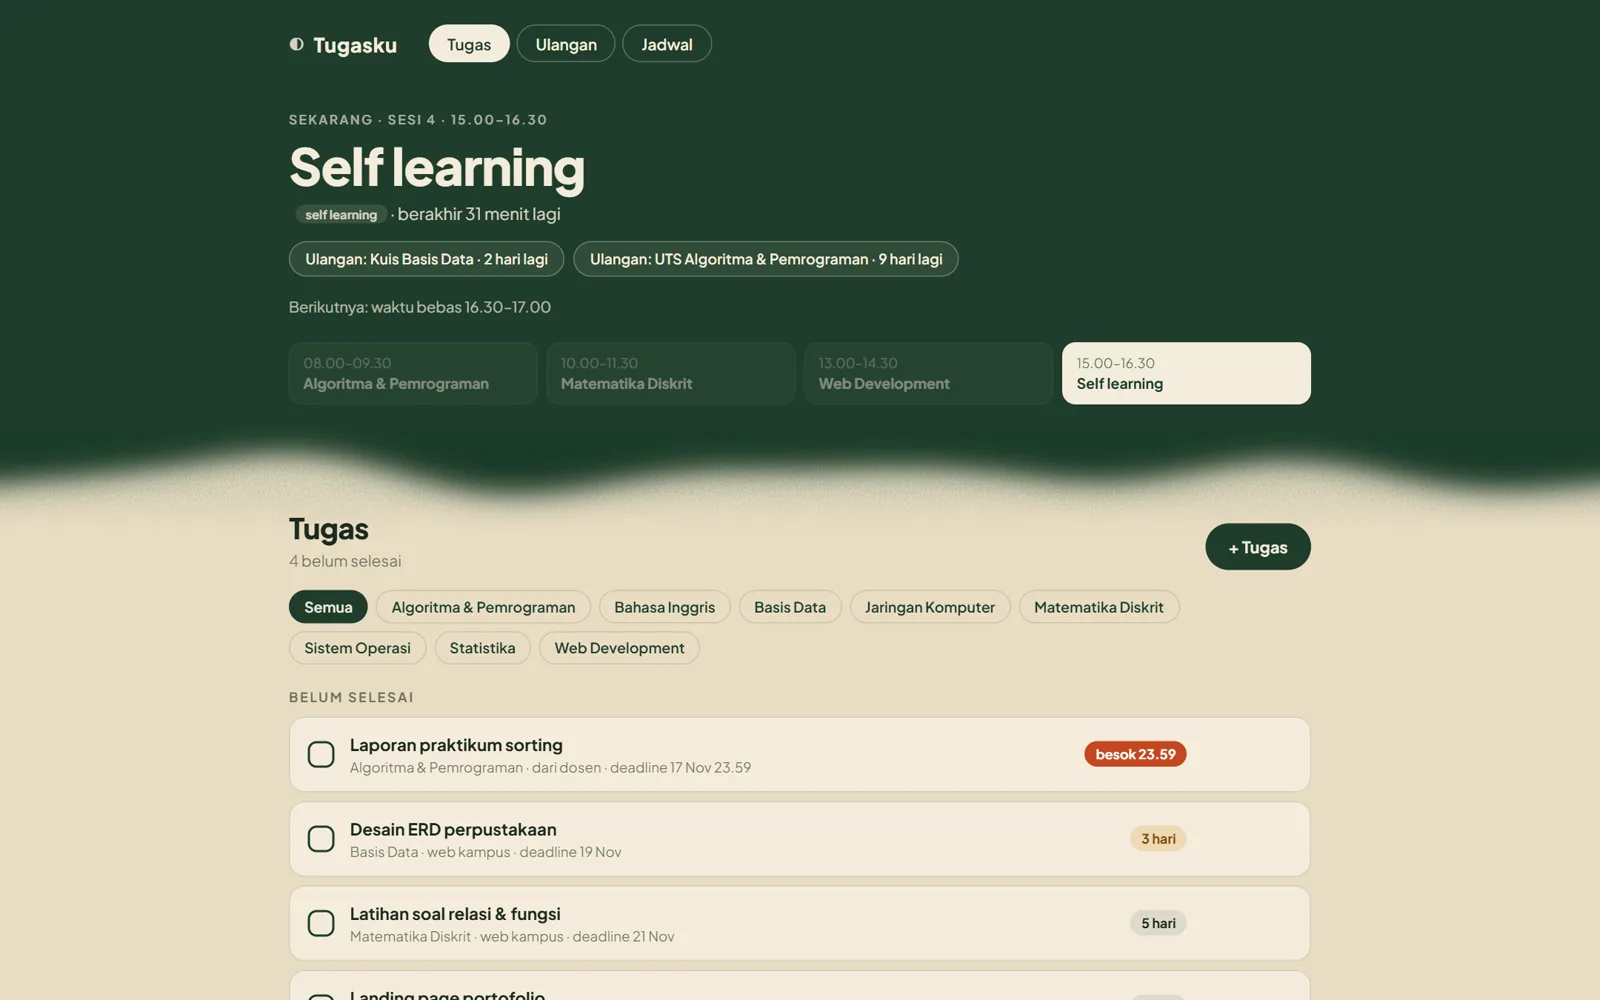 Tugasku Tugas Ulangan Jadwal
SEKARANG · SESI 4 · 15.00–16.30
Self learning
self learning · berakhir 31 menit lagi
Ulangan: Kuis Basis Data · 2 hari lagi Ulangan: UTS Algoritma & Pemrograman · 9 hari lagi
Berikutnya: waktu bebas 16.30–17.00
08.00–09.30 10.00–11.30 13.00–14.30 15.00–16.30
Algoritma & Pemrograman Matematika Diskrit Web Development Self learning
Tugas
4 belum selesai
+ Tugas
Semua Algoritma & Pemrograman Bahasa Inggris Basis Data Jaringan Komputer Matematika Diskrit
Sistem Operasi Statistika Web Development
BELUM SELESAI
Laporan praktikum sorting
Algoritma & Pemrograman · dari dosen · deadline 17 Nov 23.59
besok 23.59
Desain ERD perpustakaan
Basis Data · web kampus · deadline 19 Nov
3 hari
Latihan soal relasi & fungsi
Matematika Diskrit · web kampus · deadline 21 Nov
5 hari
Landing page portofolio